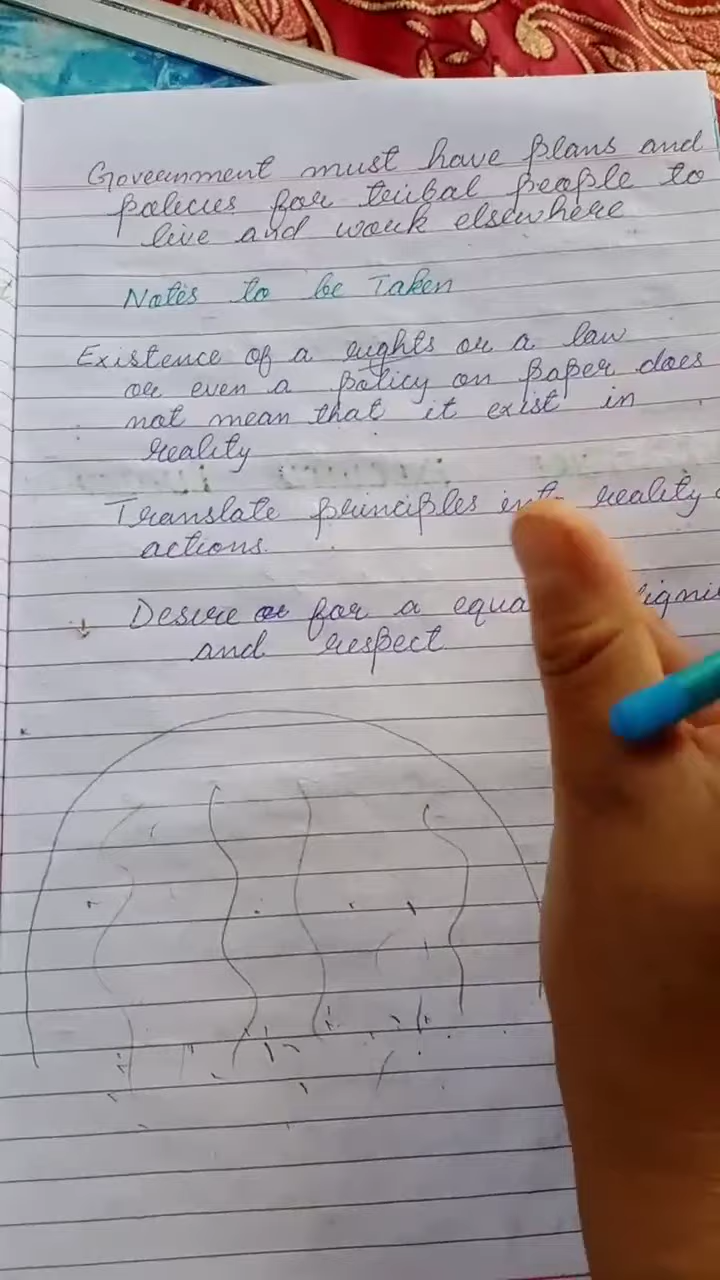 Government must have plans and
policies for tribal people to
live and work elsewhere
Notes to be Taken
Existence of a rights or a law
or even a policy on paper does
not mean that it exist in
reality
Translate principles into reality
actions.
Desire or for a equa
and respect